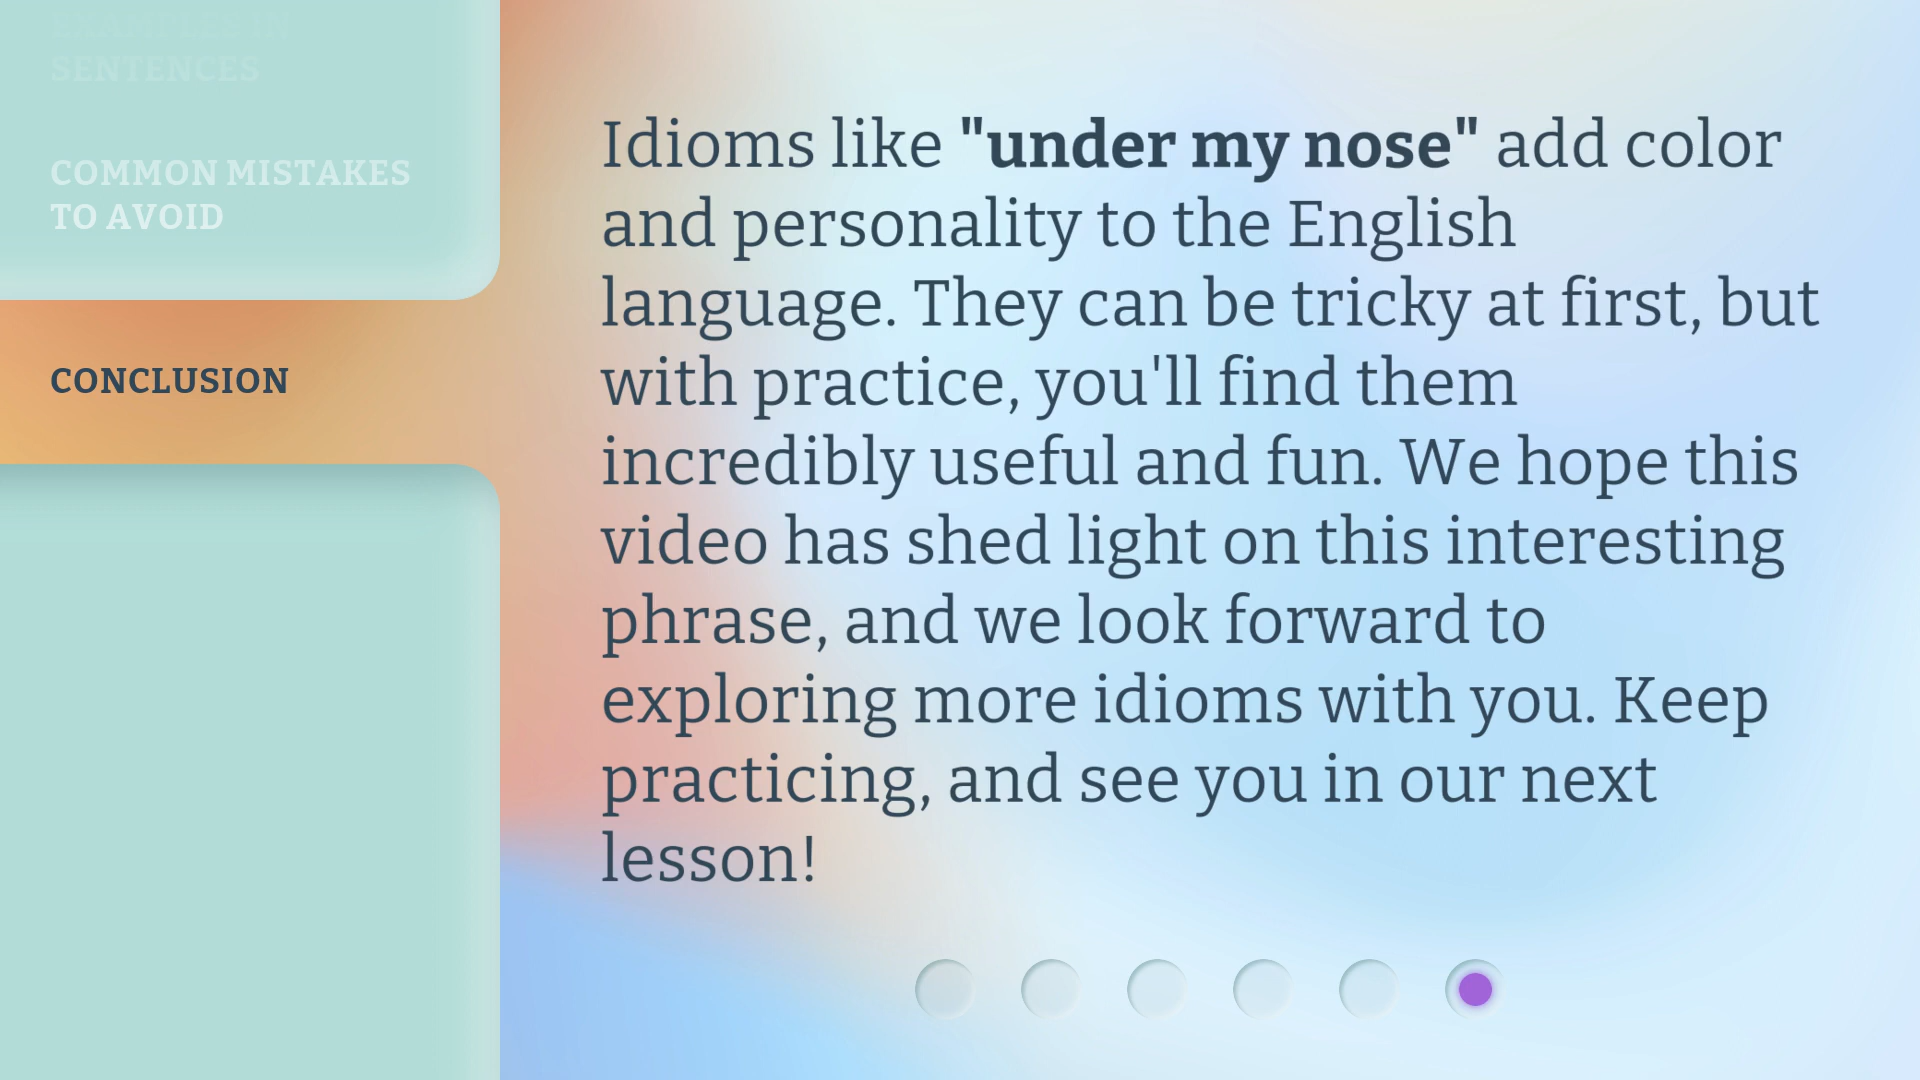 EXAMPLES IN
SENTENCES
COMMON MISTAKES
TO AVOID
CONCLUSION
Idioms like "under my nose" add color
and personality to the English
language. They can be tricky at first, but
with practice, you'll find them
incredibly useful and fun. We hope this
video has shed light on this interesting
phrase, and we look forward to
exploring more idioms with you. Keep
practicing, and see you in our next
lesson!